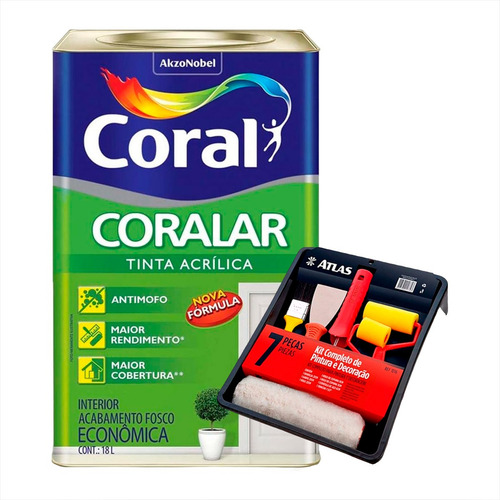 AkzoNobel
Coral
CORALAR
TINTA ACRÍLICA
ANTIMOFO
NOVA
FÓRMULA
MAIOR
RENDIMENTO*
MAIOR
COBERTURA**
INTERIOR
ACABAMENTO FOSCO
ECONÔMICA
CONT.: 18 L
ATLAS
7 PEÇAS
PIEZAS
Kit Completo de
Pintura e Decoração